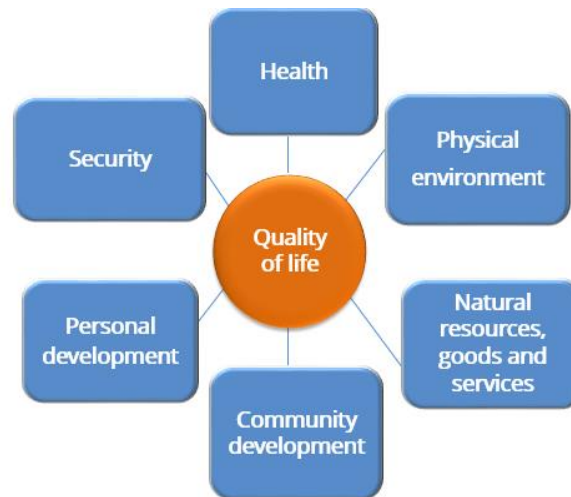 Health
Security
Physical
environment
Quality
of life
Personal
development
Natural
resources,
goods and
services
Community
development